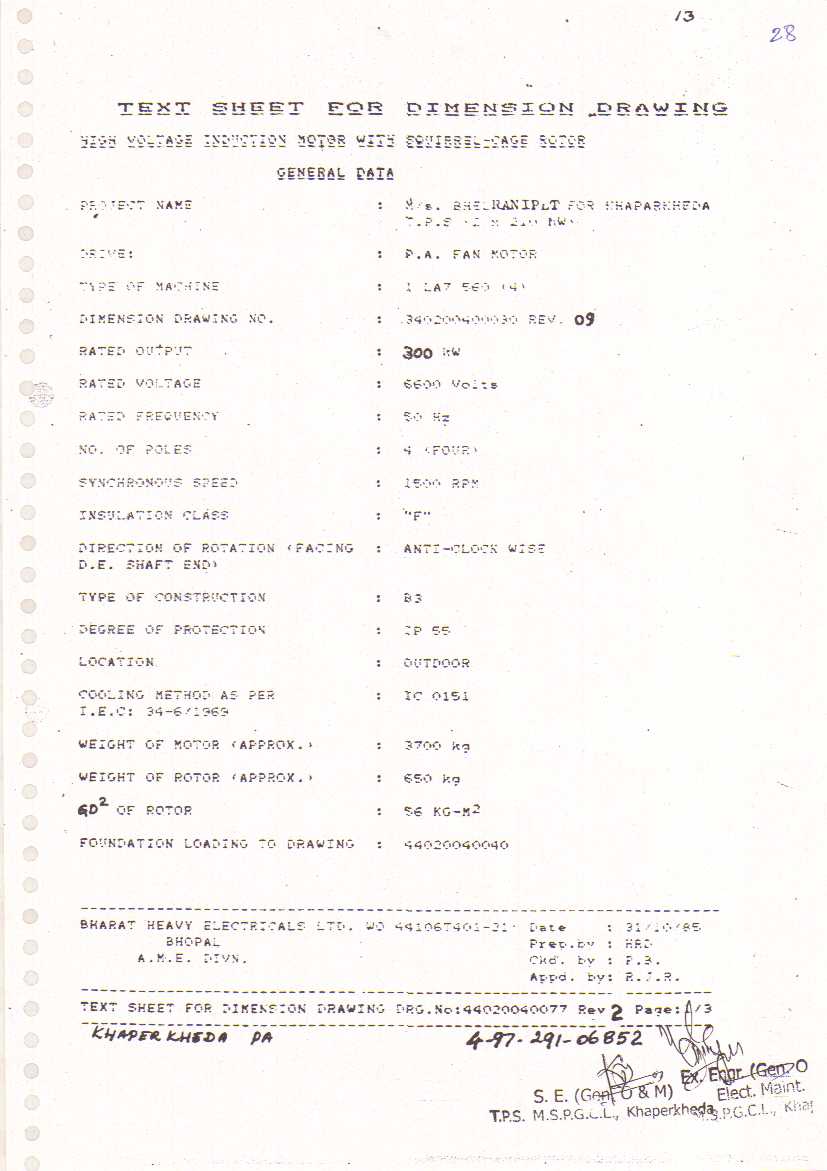 13
28
TEXT SHEET FOR DIMENSION DRAWING
HIGH VOLTAGE INDUCTION MOTOR WITH SQUIRREL-CAGE ROTOR
GENERAL DATA
PROJECT NAME : M/s. BHEL RANIPET FOR KHAPARKHEDA
T.P.S (2 X 210 MW)
DRIVE: : P.A. FAN MOTOR
TYPE OF MACHINE : 1 LA7 560 (4)
DIMENSION DRAWING NO. : 340200400030 REV. 09
RATED OUTPUT : 300 KW
RATED VOLTAGE : 6600 Volts
RATED FREQUENCY : 50 Hz
NO. OF POLES : 4 (FOUR)
SYNCHRONOUS SPEED : 1500 RPM
INSULATION CLASS : "F"
DIRECTION OF ROTATION (FACING : ANTI-CLOCK WISE
D.E. SHAFT END)
TYPE OF CONSTRUCTION : B3
DEGREE OF PROTECTION : IP 55
LOCATION : OUTDOOR
COOLING METHOD AS PER : IC 0151
I.E.C: 34-6/1969
WEIGHT OF MOTOR (APPROX.) : 3700 kg
WEIGHT OF ROTOR (APPROX.) : 650 kg
GD2 OF ROTOR : 56 KG-M2
FOUNDATION LOADING TO DRAWING : 44020040040
BHARAT HEAVY ELECTRICALS LTD. WO 441067401-21 Date : 31/10/85
BHOPAL Prep.by : HRD
A.M.E. DIVN. Ckd. by : P.B.
Appd. by: R.J.R.
TEXT SHEET FOR DIMENSION DRAWING DRG.No:44020040077 Rev 2 Page:1/3
KHAPERKHEDA PA 4-97-291-06852
Ex. Engr. (Gen. O
S. E. (Gen. O & M) Elect. Maint.
T.P.S. M.S.P.G.C.L., Khaperkheda M.S.P.G.C.L., Khap